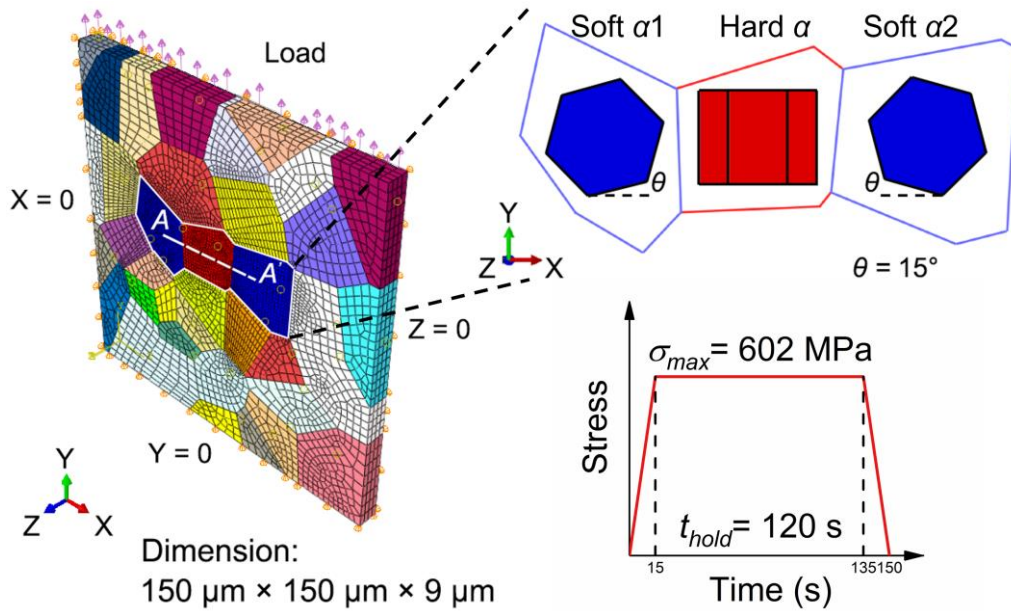 Load
Soft α1 Hard α Soft α2
X = 0
A
A'
θ
θ
Y
Z X
θ = 15°
Z = 0
Y = 0
Y
Z X
Dimension:
150 μm × 150 μm × 9 μm
σmax= 602 MPa
Stress
thold= 120 s
15 135150
Time (s)